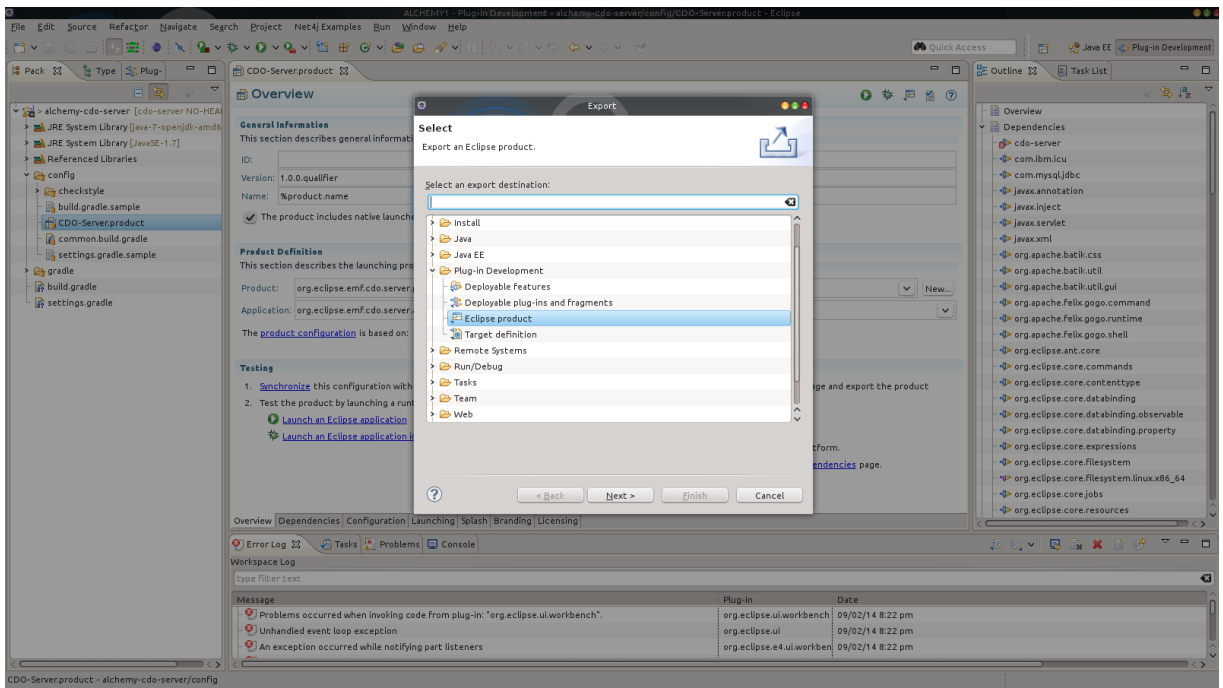 ALCHEMY1 - Plug-in Development - alchemy-cdo-server/config/CDO-Server.product - Eclipse
File Edit Source Refactor Navigate Search Project Net4j Examples Run Window Help
Quick Access
Java EE
Plug-in Development
Pack
Type
Plug-
> alchemy-cdo-server [cdo-server NO-HEA
JRE System Library [java-7-openjdk-amd6
JRE System Library [JavaSE-1.7]
Referenced Libraries
config
checkstyle
build.gradle.sample
CDO-Server.product
common.build.gradle
settings.gradle.sample
gradle
build.gradle
settings.gradle
CDO-Server.product
Overview
General Information
This section describes general informati
ID:
Version: 1.0.0.qualifier
Name: %product.name
The product includes native launche
Product Definition
This section describes the launching pro
Product: org.eclipse.emf.cdo.server.
New...
Application: org.eclipse.emf.cdo.server.
The product configuration is based on:
Testing
1. Synchronize this configuration with
2. Test the product by launching a runt
Launch an Eclipse application
Launch an Eclipse application i
age and export the product
tform.
endencies page.
Overview Dependencies Configuration Launching Splash Branding Licensing
Export
Select
Export an Eclipse product.
Select an export destination:
Install
Java
Java EE
Plug-in Development
Deployable features
Deployable plug-ins and fragments
Eclipse product
Target definition
Remote Systems
Run/Debug
Tasks
Team
Web
< Back
Next >
Finish
Cancel
Outline
Task List
Overview
Dependencies
cdo-server
com.ibm.icu
com.mysql.jdbc
javax.annotation
javax.inject
javax.servlet
javax.xml
org.apache.batik.css
org.apache.batik.util
org.apache.batik.util.gui
org.apache.felix.gogo.command
org.apache.felix.gogo.runtime
org.apache.felix.gogo.shell
org.eclipse.ant.core
org.eclipse.core.commands
org.eclipse.core.contenttype
org.eclipse.core.databinding
org.eclipse.core.databinding.observable
org.eclipse.core.databinding.property
org.eclipse.core.expressions
org.eclipse.core.filesystem
org.eclipse.core.filesystem.linux.x86_64
org.eclipse.core.jobs
org.eclipse.core.resources
Error Log
Tasks
Problems
Console
Workspace Log
type filter text
Message Plug-in Date
Problems occurred when invoking code from plug-in: "org.eclipse.ui.workbench". org.eclipse.ui.workbench 09/02/14 8:22 pm
Unhandled event loop exception org.eclipse.ui 09/02/14 8:22 pm
An exception occurred while notifying part listeners org.eclipse.e4.ui.workben 09/02/14 8:22 pm
CDO-Server.product - alchemy-cdo-server/config